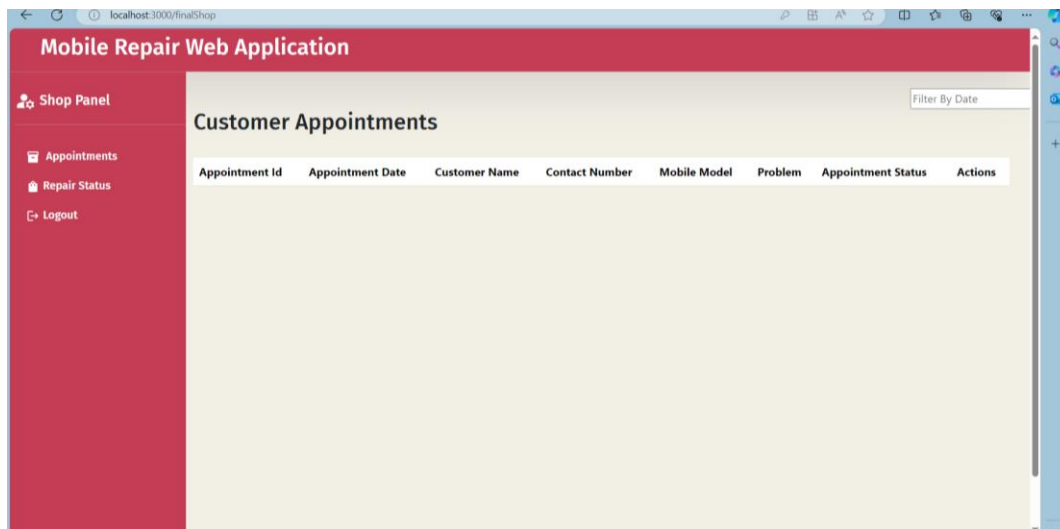 localhost:3000/finalShop
Mobile Repair Web Application
Shop Panel
Filter By Date
Customer Appointments
Appointments
Repair Status
Logout
Appointment Id Appointment Date Customer Name Contact Number Mobile Model Problem Appointment Status Actions